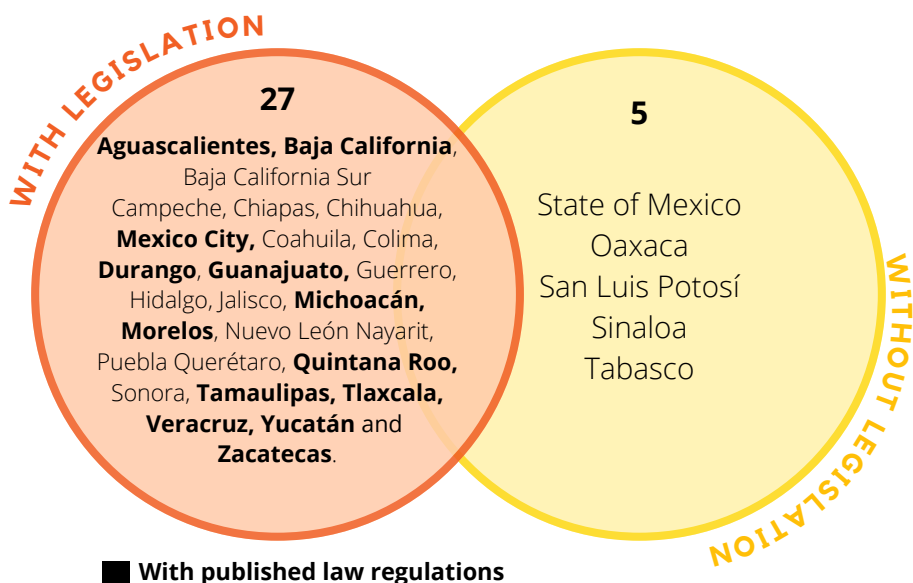 WITH LEGISLATION
27
Aguascalientes, Baja California,
Baja California Sur
Campeche, Chiapas, Chihuahua,
Mexico City, Coahuila, Colima,
Durango, Guanajuato, Guerrero,
Hidalgo, Jalisco, Michoacán,
Morelos, Nuevo León Nayarit,
Puebla Querétaro, Quintana Roo,
Sonora, Tamaulipas, Tlaxcala,
Veracruz, Yucatán and
Zacatecas.
5
State of Mexico
Oaxaca
San Luis Potosí
Sinaloa
Tabasco
WITHOUT LEGISLATION
With published law regulations